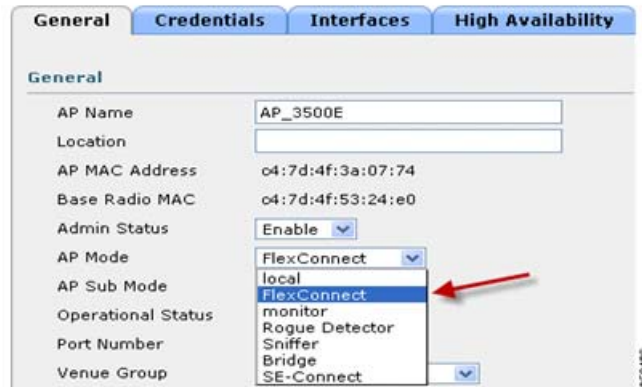 General Credentials Interfaces High Availability
General
AP Name AP_3500E
Location
AP MAC Address c4:7d:4f:3a:07:74
Base Radio MAC c4:7d:4f:53:24:e0
Admin Status Enable
AP Mode FlexConnect
local
AP Sub Mode FlexConnect
monitor
Operational Status Rogue Detector
Port Number Sniffer
Bridge
Venue Group SE-Connect